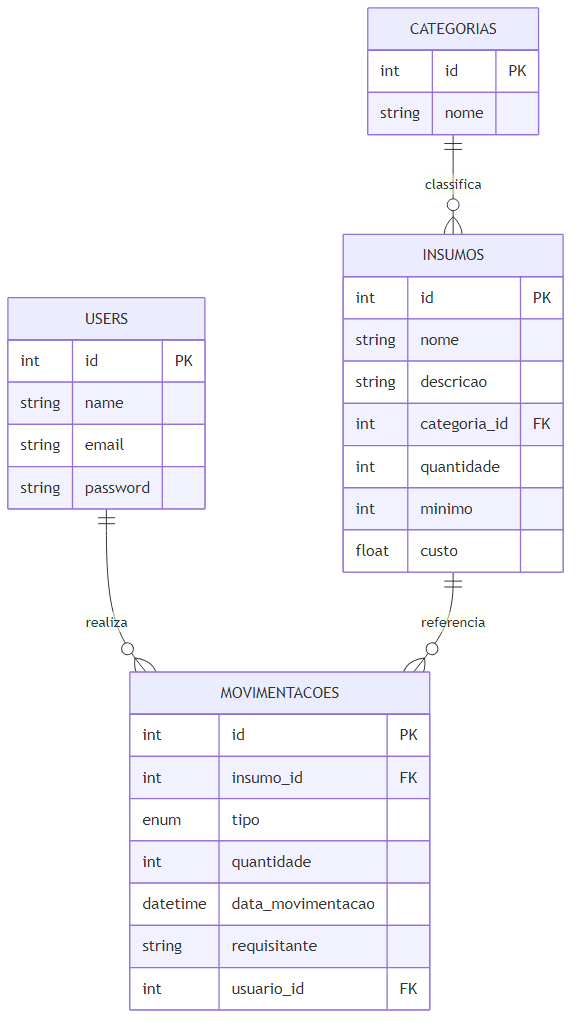 CATEGORIAS
int id PK
string nome
classifica
INSUMOS
int id PK
string nome
string descricao
int categoria_id FK
int quantidade
int minimo
float custo
USERS
int id PK
string name
string email
string password
realiza
referencia
MOVIMENTACOES
int id PK
int insumo_id FK
enum tipo
int quantidade
datetime data_movimentacao
string requisitante
int usuario_id FK